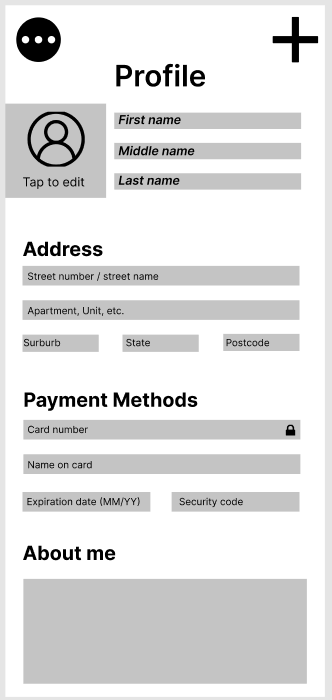 Profile
First name
Middle name
Last name
Tap to edit
Address
Street number / street name
Apartment, Unit, etc.
Surburb State Postcode
Payment Methods
Card number
Name on card
Expiration date (MM/YY) Security code
About me